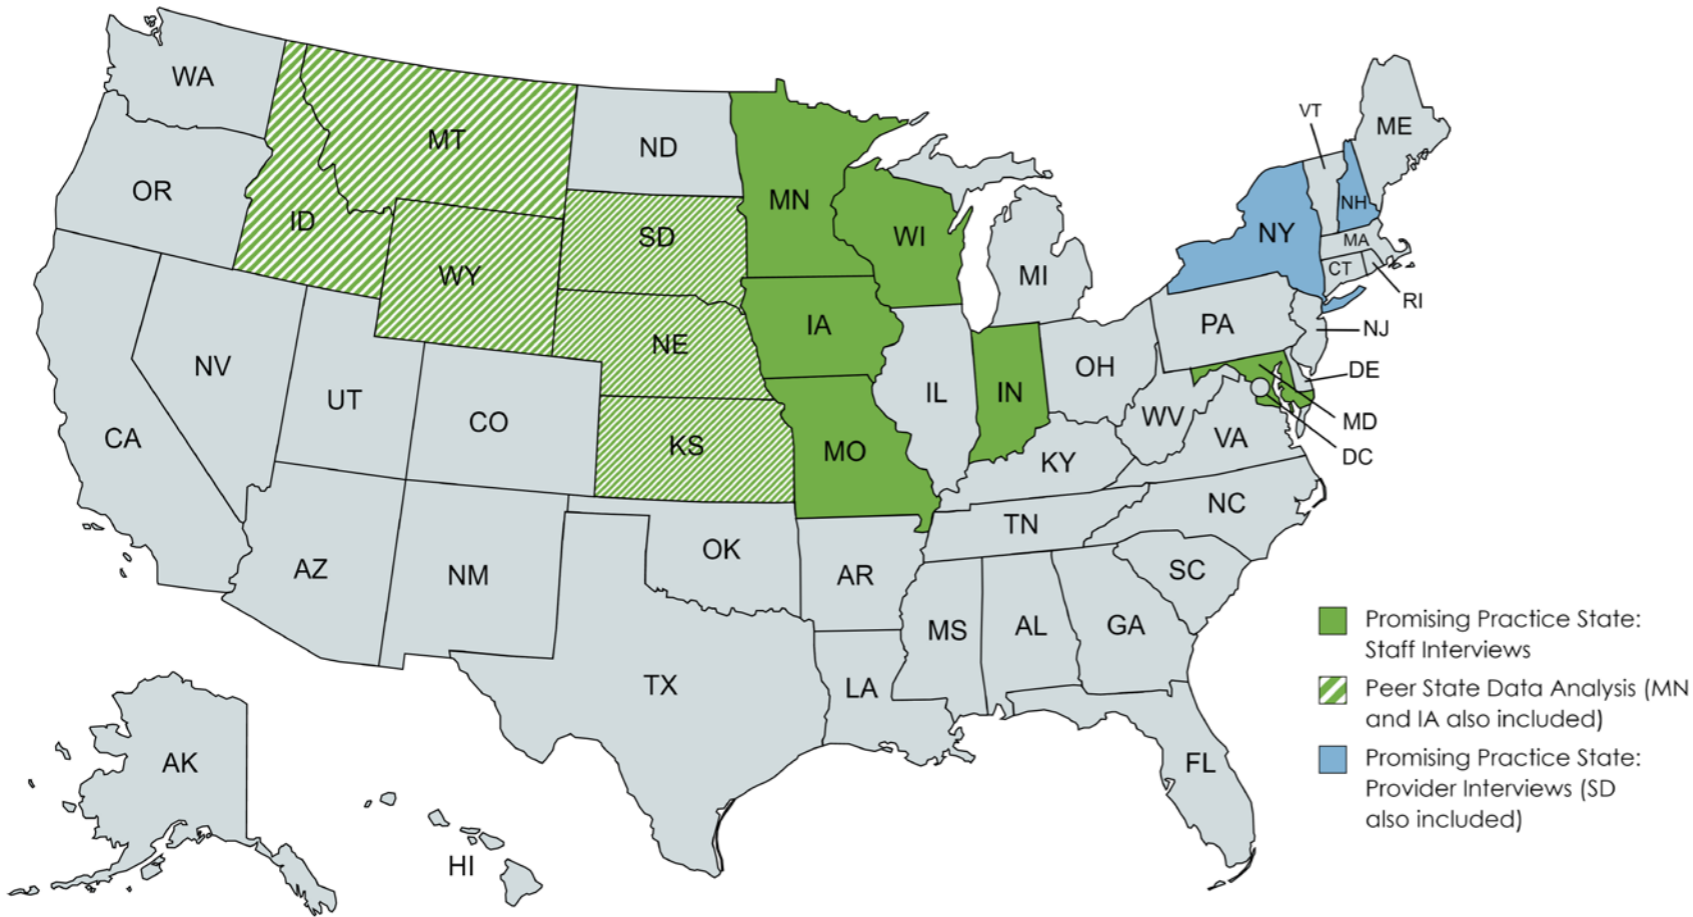 WA
MT
ND
MN
VT
ME
OR
ID
SD
WI
NH
NY
MA
WY
MI
CT
RI
IA
PA
NJ
NE
NV
OH
DE
UT
IL
IN
CO
WV
MD
CA
KS
MO
VA
DC
KY
NC
TN
OK
AZ
NM
AR
SC
MS
AL
GA
TX
LA
FL
AK
HI
Promising Practice State:
Staff Interviews
Peer State Data Analysis (MN
and IA also included)
Promising Practice State:
Provider Interviews (SD
also included)